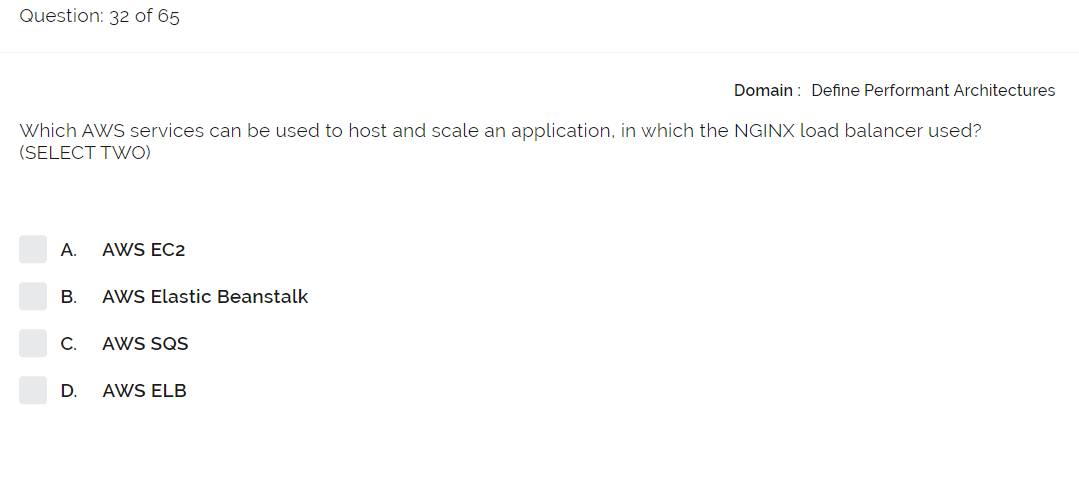 Question: 32 of 65
Domain : Define Performant Architectures
Which AWS services can be used to host and scale an application, in which the NGINX load balancer used?
(SELECT TWO)
A. AWS EC2
B. AWS Elastic Beanstalk
C. AWS SQS
D. AWS ELB